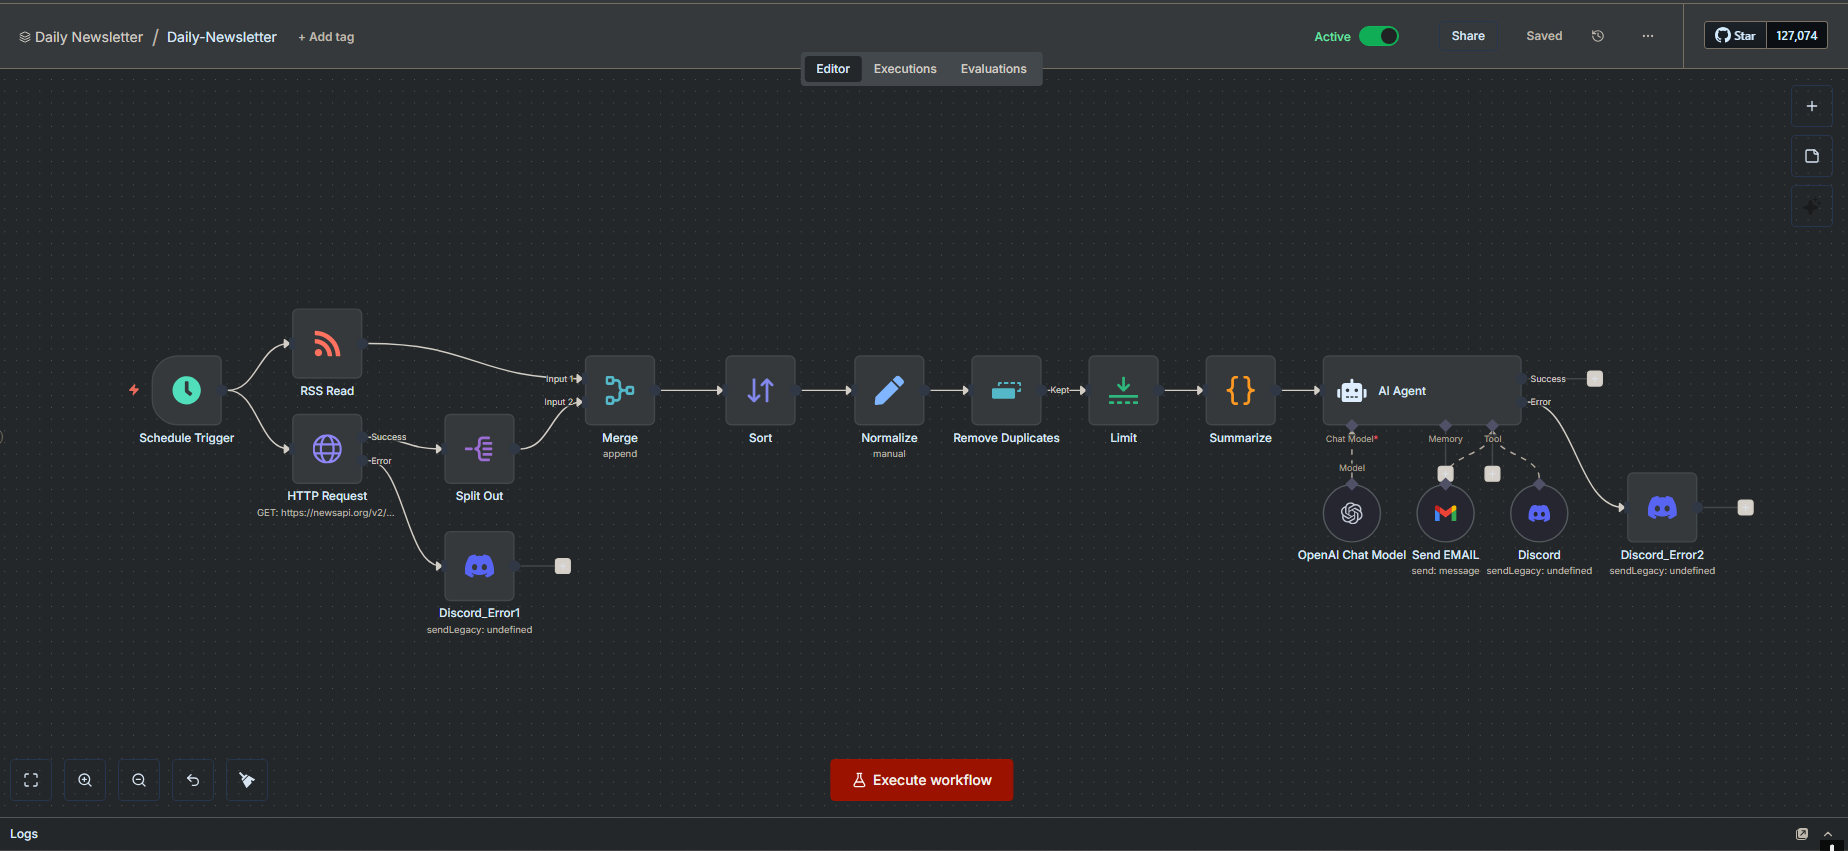 Daily Newsletter / Daily-Newsletter + Add tag
Active Share Saved ... Star 127,074
Editor Executions Evaluations
RSS Read
Schedule Trigger
HTTP Request
GET: https://newsapi.org/v2/...
Success
Error
Split Out
Discord_Error1
sendLegacy: undefined
Input 1
Input 2
Merge
append
Sort
Normalize
manual
Remove Duplicates
Kept
Limit
Summarize
AI Agent
Success
Error
Chat Model*
Memory
Tool
Model
OpenAI Chat Model
Send EMAIL
send: message
Discord
sendLegacy: undefined
Discord_Error2
sendLegacy: undefined
Execute workflow
Logs